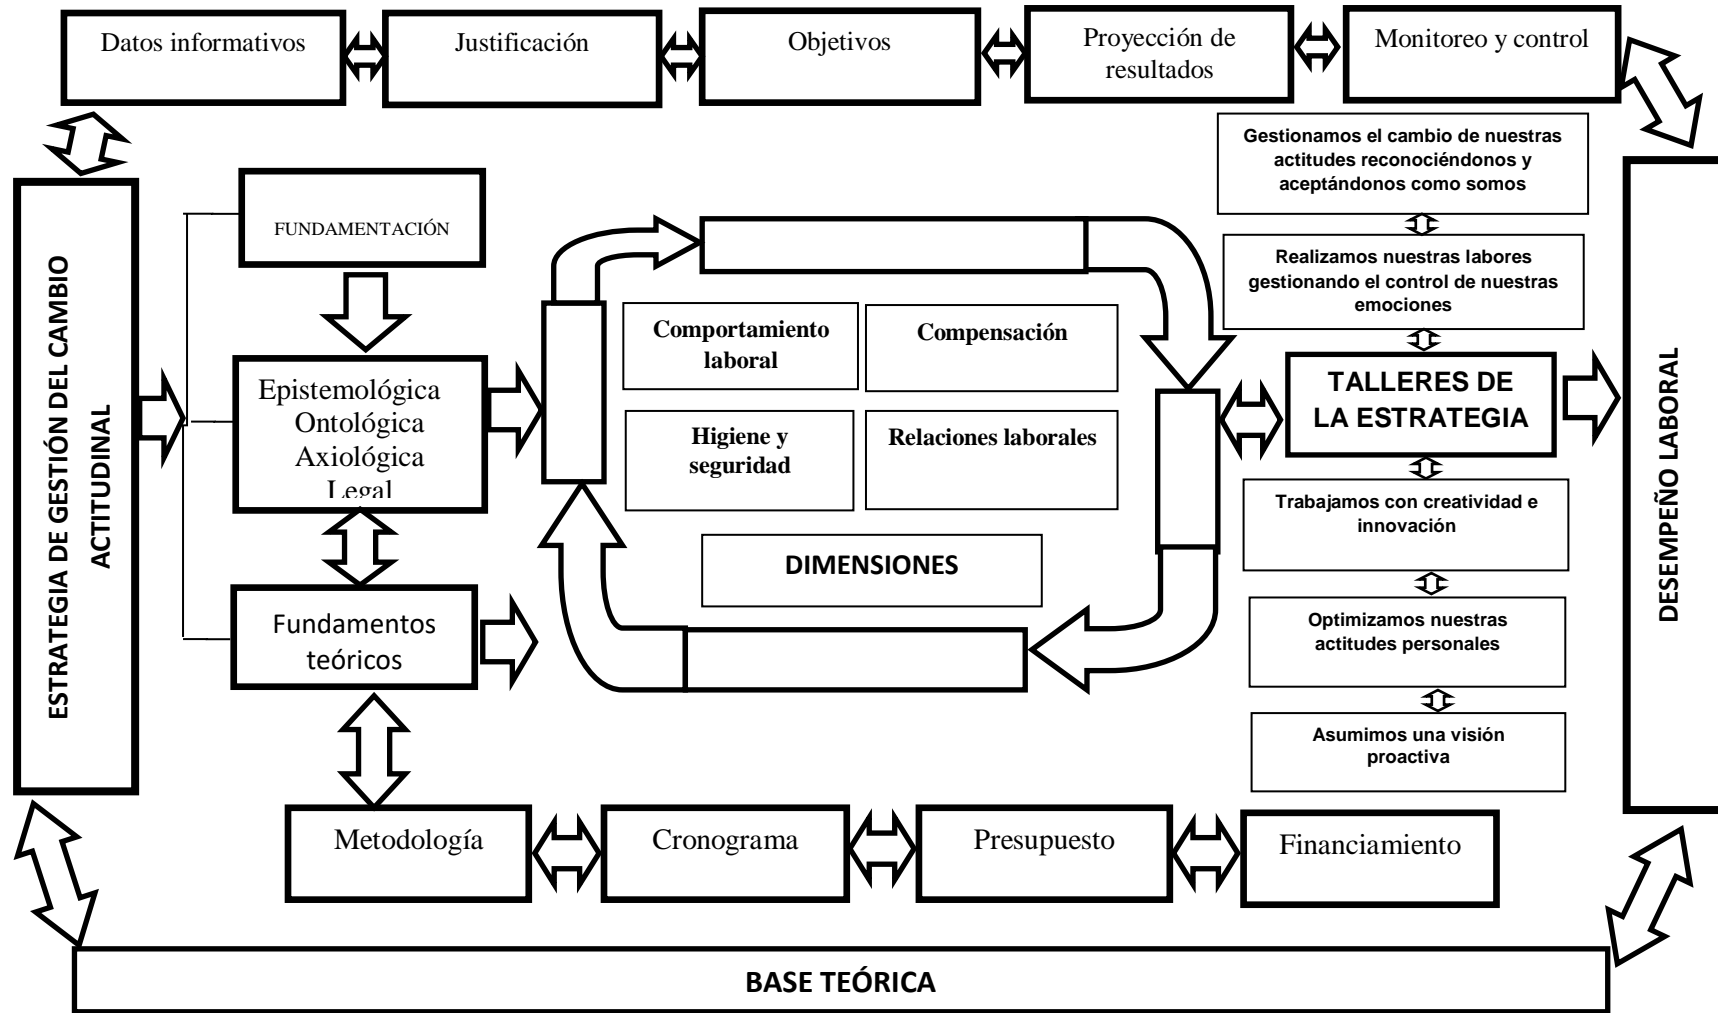 Datos informativos
Justificación
Objetivos
Proyección de
resultados
Monitoreo y control
ESTRATEGIA DE GESTIÓN DEL CAMBIO
ACTITUDINAL
FUNDAMENTACIÓN
Epistemológica
Ontológica
Axiológica
Legal
Fundamentos
teóricos
Comportamiento
laboral
Compensación
Higiene y
seguridad
Relaciones laborales
DIMENSIONES
Gestionamos el cambio de nuestras
actitudes reconociéndonos y
aceptándonos como somos
Realizamos nuestras labores
gestionando el control de nuestras
emociones
TALLERES DE
LA ESTRATEGIA
Trabajamos con creatividad e
innovación
Optimizamos nuestras
actitudes personales
Asumimos una visión
proactiva
DESEMPEÑO LABORAL
Metodología
Cronograma
Presupuesto
Financiamiento
BASE TEÓRICA